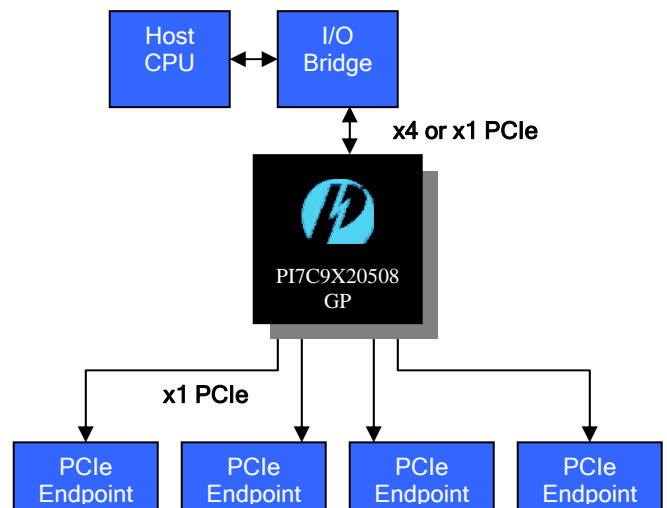 Host
CPU
I/O
Bridge
x4 or x1 PCIe
PI7C9X20508
GP
x1 PCIe
PCIe
Endpoint
PCIe
Endpoint
PCIe
Endpoint
PCIe
Endpoint